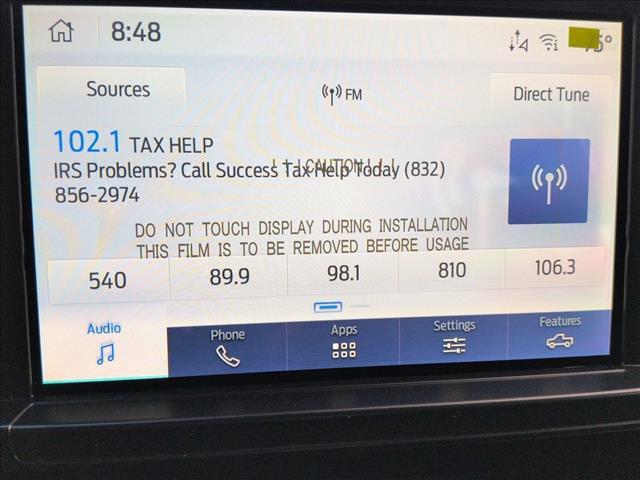 8:48
75°
Sources
FM
Direct Tune
102.1 TAX HELP
IRS Problems? Call Success Tax Help Today (832)
856-2974
! ! ! CAUTION ! ! !
DO NOT TOUCH DISPLAY DURING INSTALLATION
THIS FILM IS TO BE REMOVED BEFORE USAGE
540 89.9 98.1 810 106.3
Audio Phone Apps Settings Features